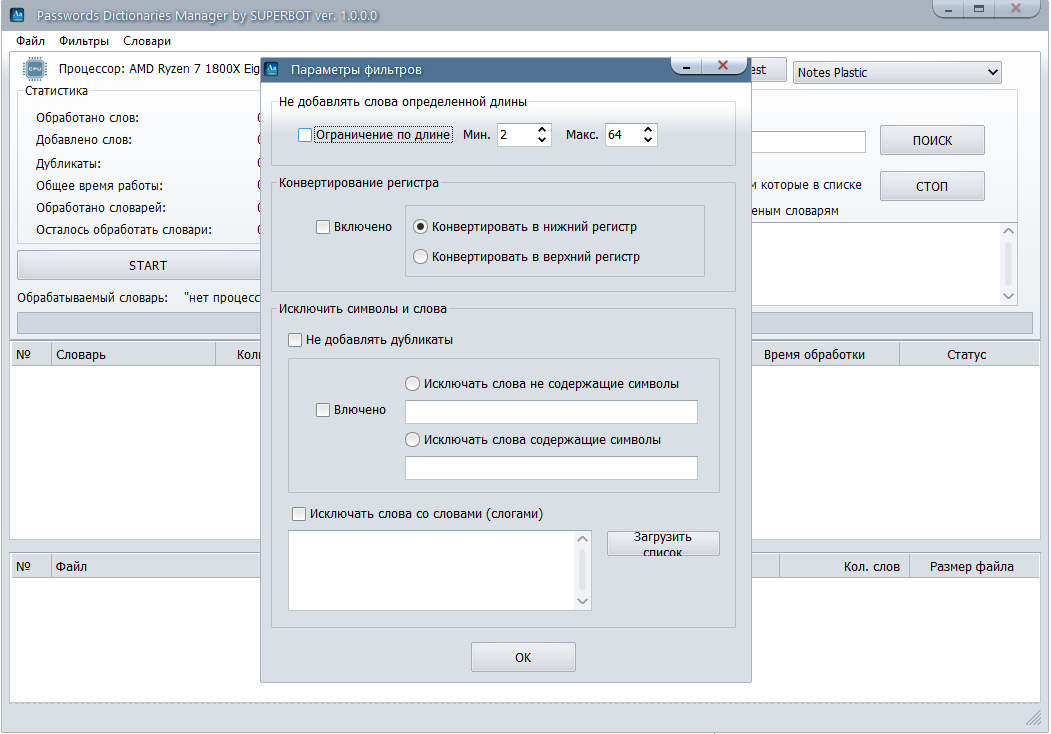 Passwords Dictionaries Manager by SUPERBOT ver. 1.0.0.0
Файл Фильтры Словари
Процессор: AMD Ryzen 7 1800X Eig
Notes Plastic
Статистика
Обработано слов:
Добавлено слов:
Дубликаты:
Общее время работы:
Обработано словарей:
Осталось обработать словари:
START
Обрабатываемый словарь: "нет процесс
ПОИСК
которые в списке
СТОП
словарям
№ Словарь
Время обработки Статус
№ Файл
Кол. слов Размер файла
Параметры фильтров
Не добавлять слова определенной длины
Ограничение по длине Мин. 2 Макс. 64
Конвертирование регистра
Включено
Конвертировать в нижний регистр
Конвертировать в верхний регистр
Исключить символы и слова
Не добавлять дубликаты
Исключать слова не содержащие символы
Влючено
Исключать слова содержащие символы
Исключать слова со словами (слогами)
Загрузить
список
OK